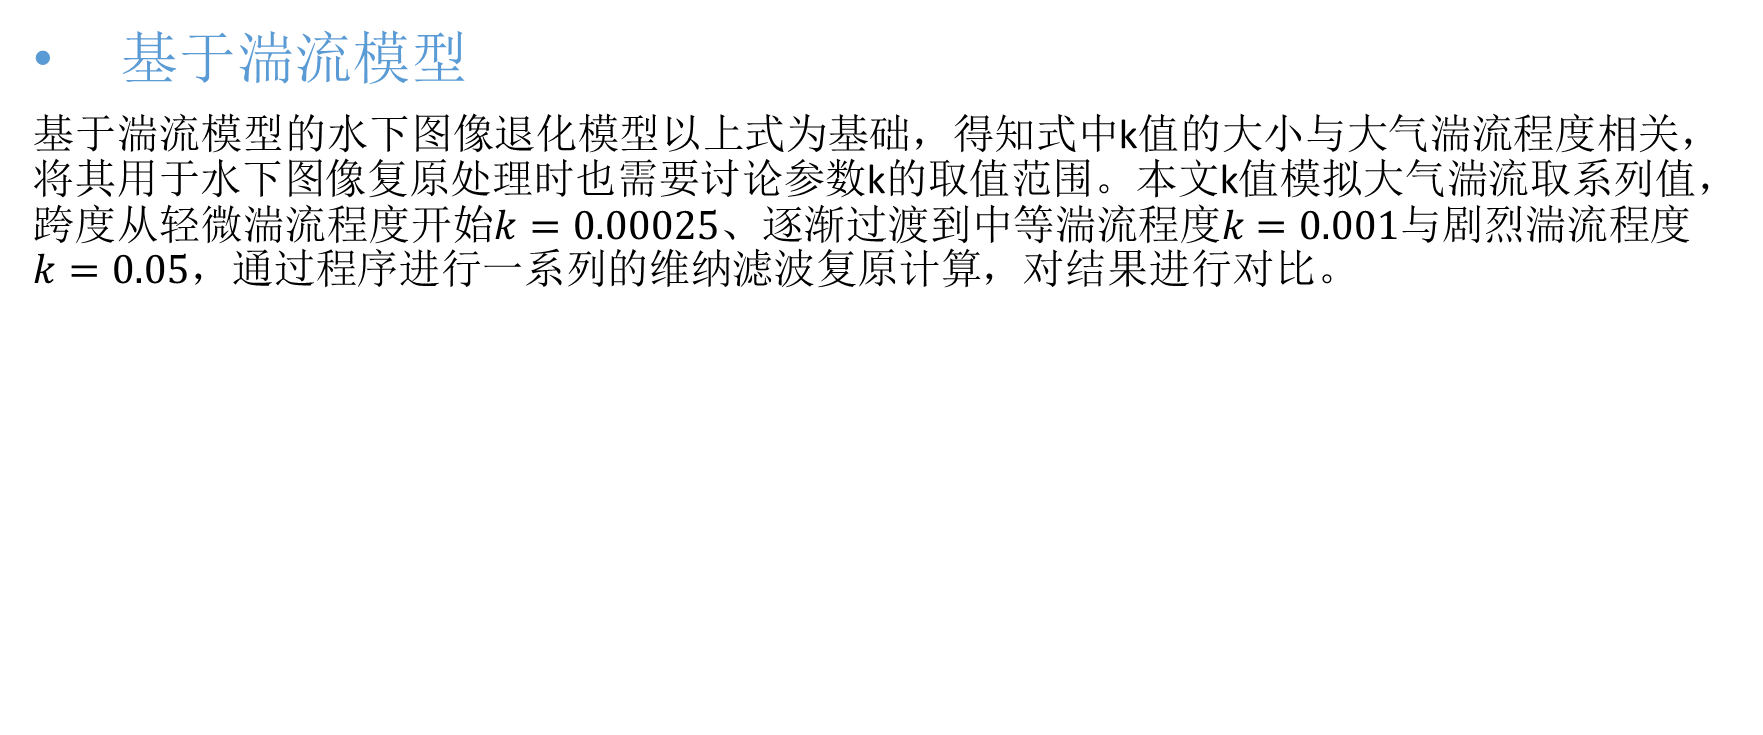 • 基于湍流模型
基于湍流模型的水下图像退化模型以上式为基础，得知式中k值的大小与大气湍流程度相关，
将其用于水下图像复原处理时也需要讨论参数k的取值范围。本文k值模拟大气湍流取系列值，
跨度从轻微湍流程度开始k = 0.00025、逐渐过渡到中等湍流程度k = 0.001与剧烈湍流程度
k = 0.05，通过程序进行一系列的维纳滤波复原计算，对结果进行对比。